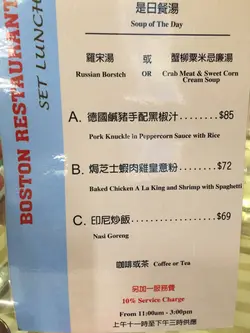 BOSTON RESTAURANT
SET LUNCH
是日餐湯
Soup of The Day
羅宋湯 或 蟹柳粟米忌廉湯
Russian Borstch OR Crab Meat & Sweet Corn
Cream Soup
A. 德國鹹豬手配黑椒汁........$85
Pork Knuckle in Peppercorn Sauce with Rice
B. 焗芝士蝦肉雞皇意粉.....$72
Baked Chicken A La King and Shrimp with Spaghetti
C. 印尼炒飯................$69
Nasi Goreng
咖啡或茶 Coffee or Tea
另加一服務費
10% Service Charge
From 11:00am - 3:00pm
上午十一時至下午三時供應